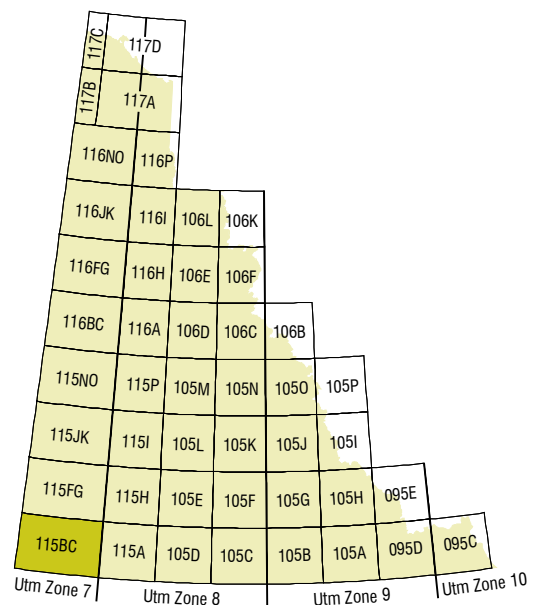 117C 117D
117B 117A
116NO 116P
116JK 116I 106L 106K
116FG 116H 106E 106F
116BC 116A 106D 106C 106B
115NO 115P 105M 105N 105O 105P
115JK 115I 105L 105K 105J 105I
115FG 115H 105E 105F 105G 105H 095E
115BC 115A 105D 105C 105B 105A 095D 095C
Utm Zone 7 Utm Zone 8 Utm Zone 9 Utm Zone 10